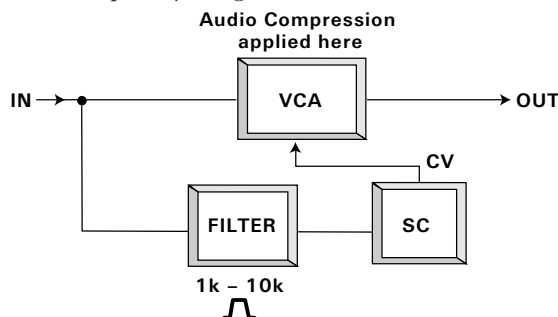 Audio Compression
applied here
IN
VCA
OUT
CV
FILTER
SC
1k – 10k